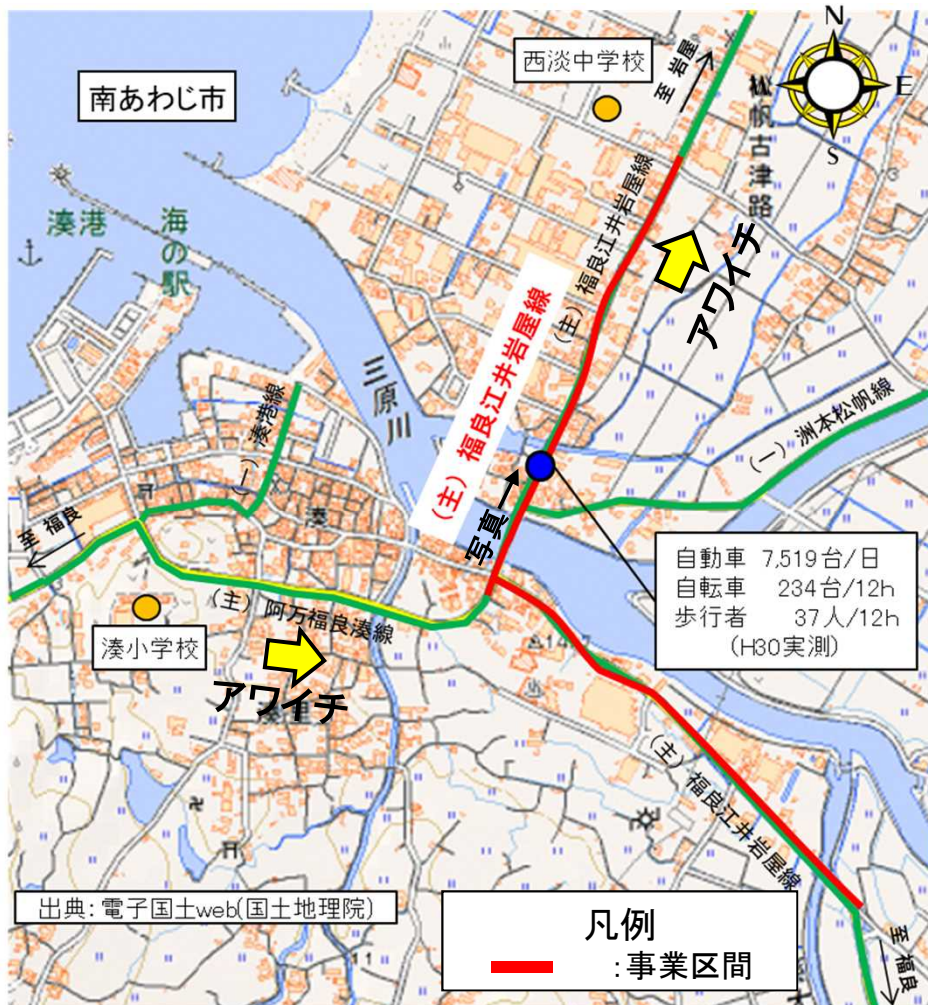 N
E
S
西淡中学校
至 岩屋
南あわじ市
帆古津路
湊港
海の駅
(主) 福良江井岩屋線
アワイチ
(主) 福良江井岩屋線
三原川
(一) 湊港線
(一) 洲本松帆線
湊
写真
至 福良
自動車 7,519台/日
自転車 234台/12h
歩行者 37人/12h
(H30実測)
(主) 阿万福良湊線
湊小学校
アワイチ
(主) 福良江井岩屋線
出典:電子国土web(国土地理院)
凡例
:事業区間
至 福良
11